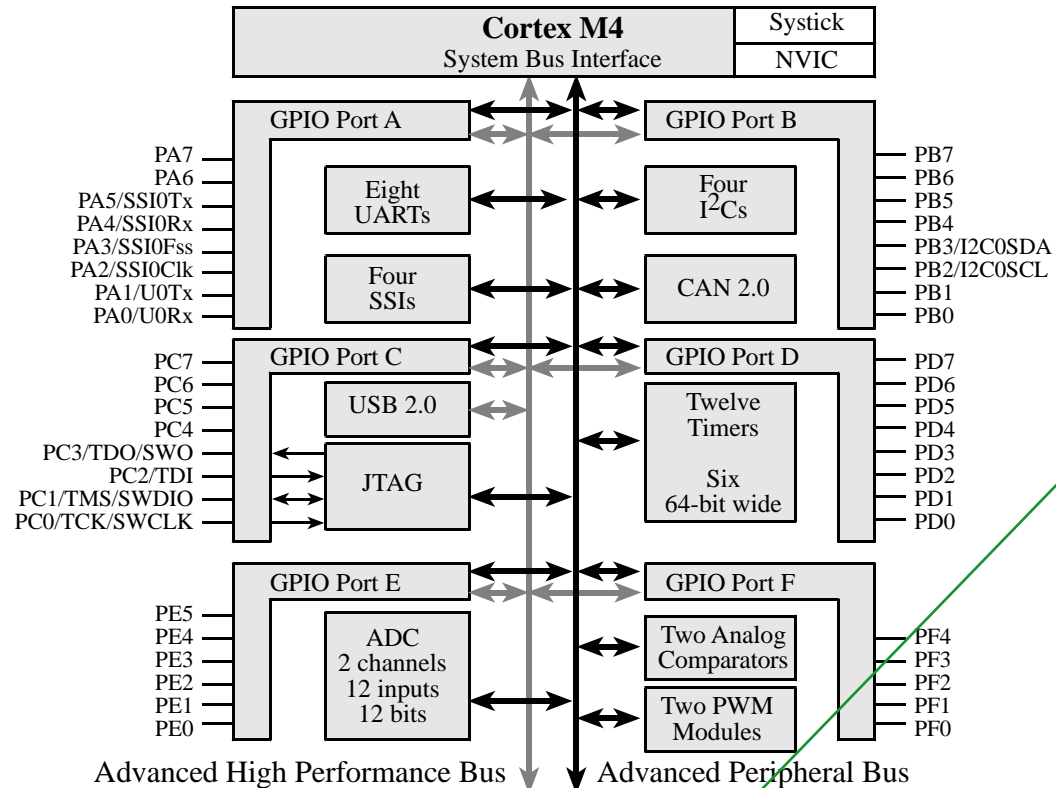 Cortex M4
System Bus Interface
Systick
NVIC
GPIO Port A
PA7
PA6
PA5/SSI0Tx
PA4/SSI0Rx
PA3/SSI0Fss
PA2/SSI0Clk
PA1/U0Tx
PA0/U0Rx
Eight
UARTs
Four
SSIs
GPIO Port B
Four
I2Cs
CAN 2.0
PB7
PB6
PB5
PB4
PB3/I2C0SDA
PB2/I2C0SCL
PB1
PB0
GPIO Port C
PC7
PC6
PC5
PC4
PC3/TDO/SWO
PC2/TDI
PC1/TMS/SWDIO
PC0/TCK/SWCLK
USB 2.0
JTAG
GPIO Port D
Twelve
Timers
Six
64-bit wide
PD7
PD6
PD5
PD4
PD3
PD2
PD1
PD0
GPIO Port E
PE5
PE4
PE3
PE2
PE1
PE0
ADC
2 channels
12 inputs
12 bits
GPIO Port F
Two Analog
Comparators
Two PWM
Modules
PF4
PF3
PF2
PF1
PF0
Advanced High Performance Bus
Advanced Peripheral Bus